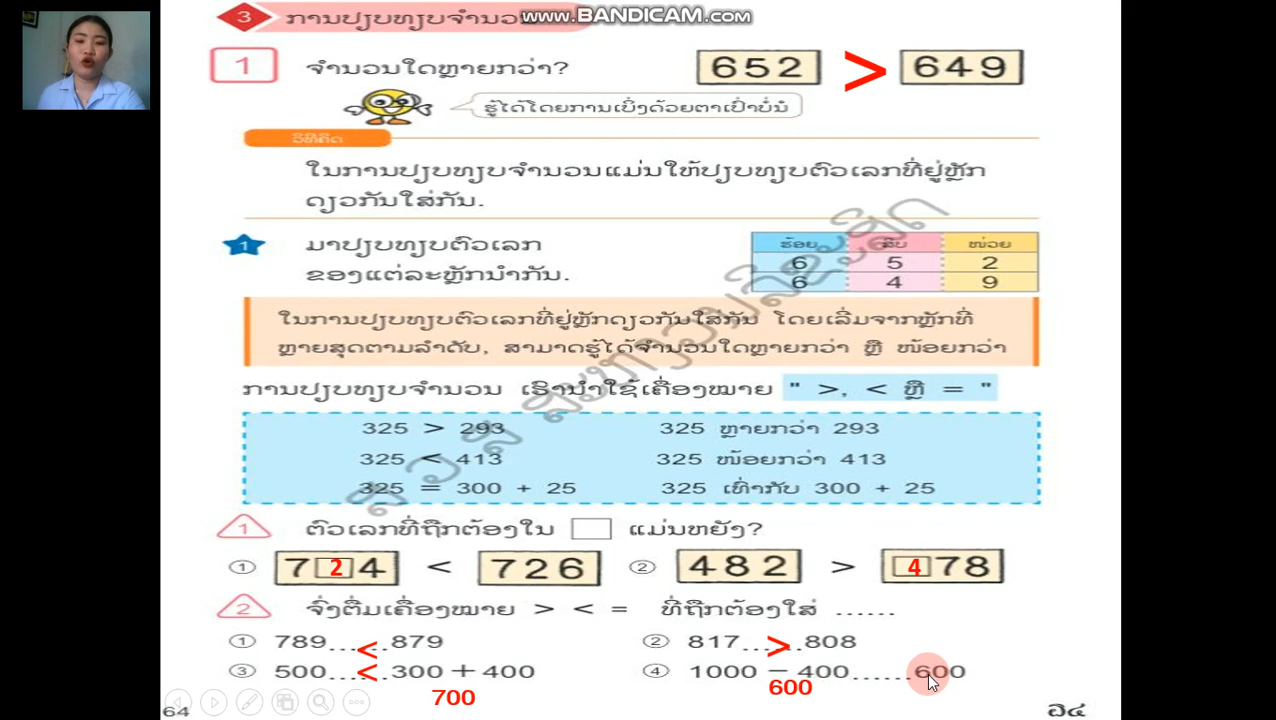 3 ການປຽບທຽບຈຳນວນ
www.BANDICAM.com
1 ຈຳນວນໃດຫຼາຍກວ່າ? 652 > 649
ຮູ້ໄດ້ໂດຍການເບິ່ງດ້ວຍຕາເປົ່າບໍ່ນໍ
ວິທີຄິດ
ໃນການປຽບທຽບຈຳນວນແມ່ນໃຫ້ປຽບທຽບຕົວເລກທີ່ຢູ່ຫຼັກ
ດຽວກັນໃສ່ກັນ.
1 ມາປຽບທຽບຕົວເລກ
ຂອງແຕ່ລະຫຼັກນຳກັນ.
ຮ້ອຍ ສິບ ໜ່ວຍ
6 5 2
6 4 9
ໃນການປຽບທຽບຕົວເລກທີ່ຢູ່ຫຼັກດຽວກັນໃສ່ກັນ ໂດຍເລີ່ມຈາກຫຼັກທີ່
ຫຼາຍສຸດຕາມລຳດັບ, ສາມາດຮູ້ໄດ້ຈຳນວນໃດຫຼາຍກວ່າ ຫຼື ໜ້ອຍກວ່າ
ການປຽບທຽບຈຳນວນ ເຮົານຳໃຊ້ເຄື່ອງໝາຍ " >, < ຫຼື = "
325 > 293 325 ຫຼາຍກວ່າ 293
325 < 413 325 ໜ້ອຍກວ່າ 413
325 = 300 + 25 325 ເທົ່າກັບ 300 + 25
1 ຕົວເລກທີ່ຖືກຕ້ອງໃນ □ ແມ່ນຫຍັງ?
① 7 2 4 < 726 ② 482 > 4 78
2 ຈົ່ງຕື່ມເຄື່ອງໝາຍ > < = ທີ່ຖືກຕ້ອງໃສ່ ......
① 789...<...879 ② 817...>...808
③ 500...<...300 + 400 ④ 1000 − 400......600
700 600
64 ໖໔